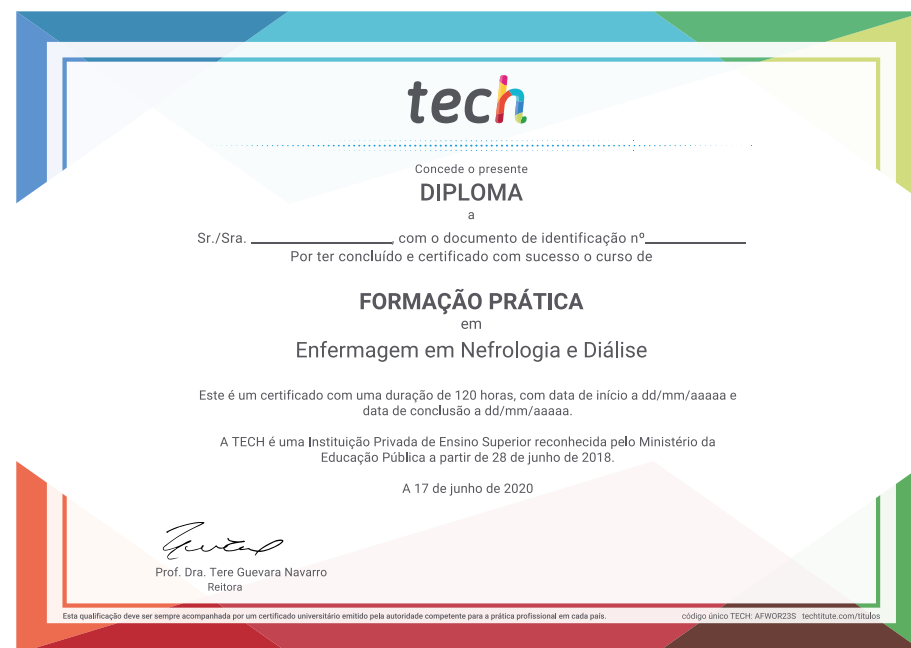 tech
Concede o presente
DIPLOMA
a
Sr./Sra. ____________________, com o documento de identificação nº______________
Por ter concluído e certificado com sucesso o curso de
FORMAÇÃO PRÁTICA
em
Enfermagem em Nefrologia e Diálise
Este é um certificado com uma duração de 120 horas, com data de início a dd/mm/aaaaa e
data de conclusão a dd/mm/aaaaa.
A TECH é uma Instituição Privada de Ensino Superior reconhecida pelo Ministério da
Educação Pública a partir de 28 de junho de 2018.
A 17 de junho de 2020
Prof. Dra. Tere Guevara Navarro
Reitora
Esta qualificação deve ser sempre acompanhada por um certificado universitário emitido pela autoridade competente para a prática profissional em cada país. código único TECH: AFWOR23S techtitute.com/titulos